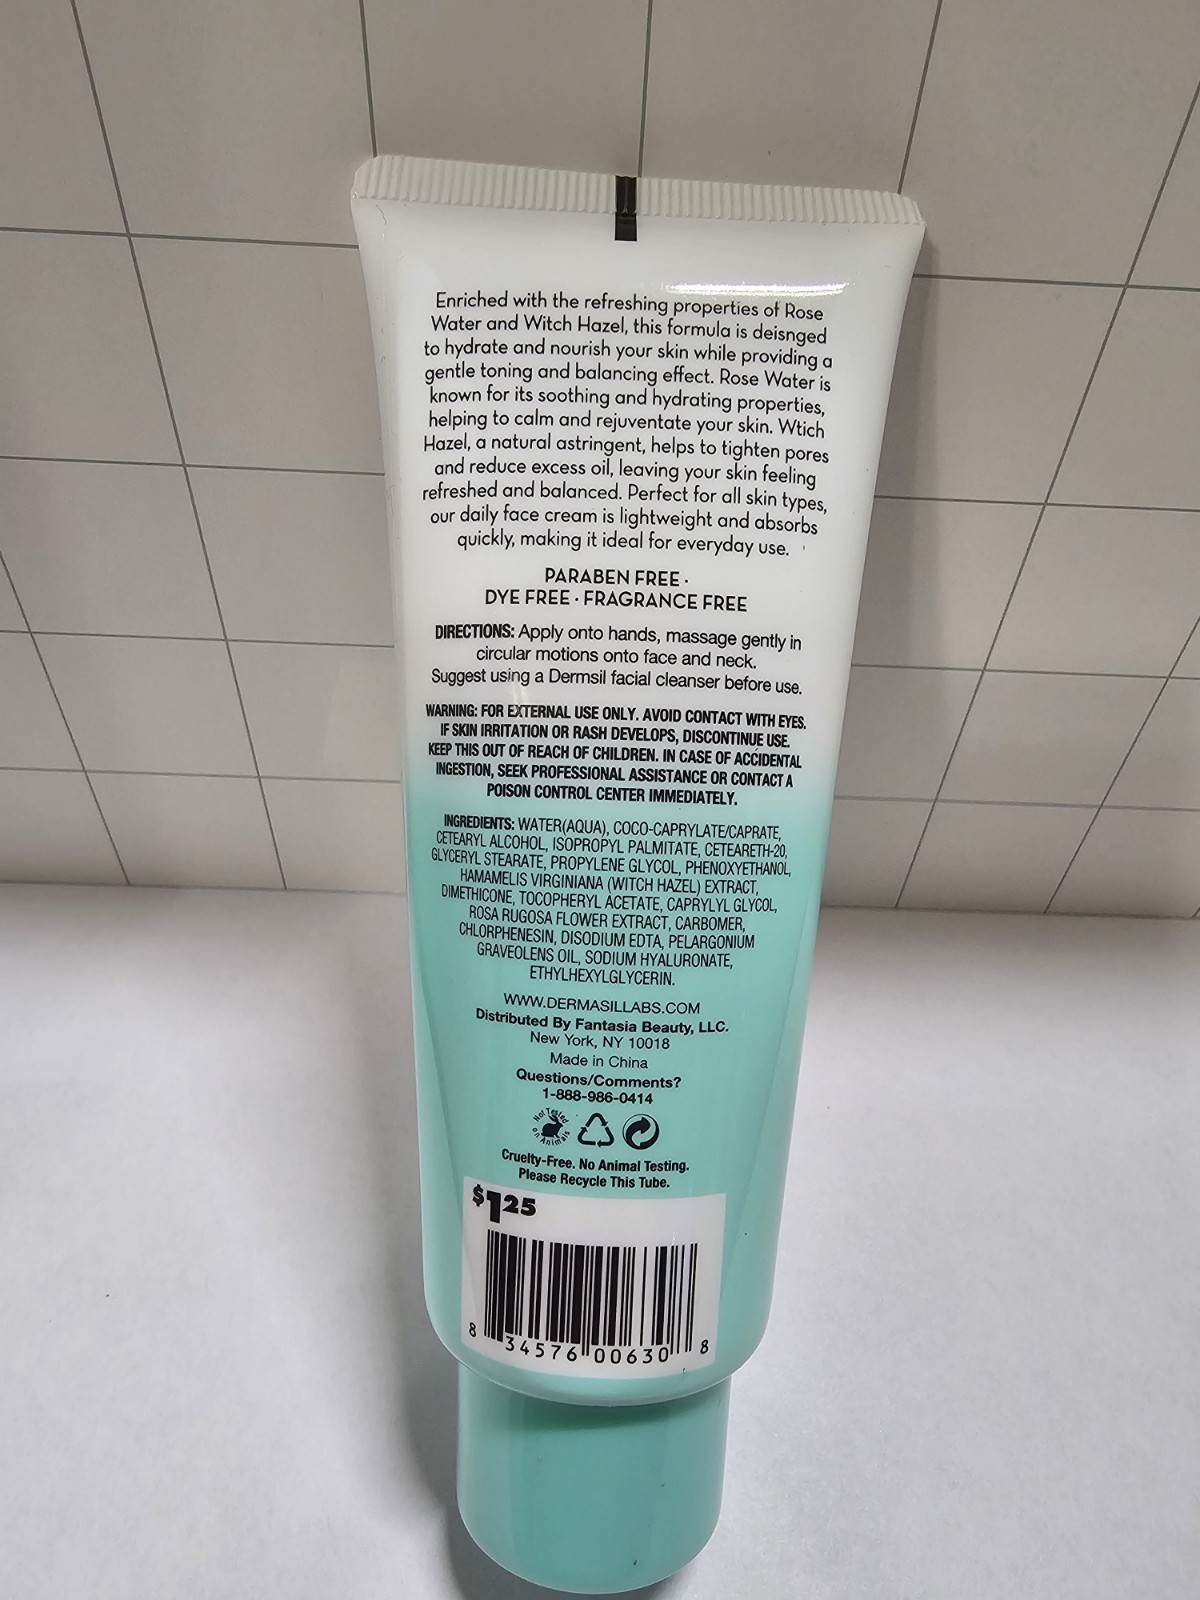 Enriched with the refreshing properties of Rose
Water and Witch Hazel, this formula is deisnged
to hydrate and nourish your skin while providing a
gentle toning and balancing effect. Rose Water is
known for its soothing and hydrating properties,
helping to calm and rejuventate your skin. Wtich
Hazel, a natural astringent, helps to tighten pores
and reduce excess oil, leaving your skin feeling
refreshed and balanced. Perfect for all skin types,
our daily face cream is lightweight and absorbs
quickly, making it ideal for everyday use.
PARABEN FREE ·
DYE FREE · FRAGRANCE FREE
DIRECTIONS: Apply onto hands, massage gently in
circular motions onto face and neck.
Suggest using a Dermsil facial cleanser before use.
WARNING: FOR EXTERNAL USE ONLY. AVOID CONTACT WITH EYES.
IF SKIN IRRITATION OR RASH DEVELOPS, DISCONTINUE USE.
KEEP THIS OUT OF REACH OF CHILDREN. IN CASE OF ACCIDENTAL
INGESTION, SEEK PROFESSIONAL ASSISTANCE OR CONTACT A
POISON CONTROL CENTER IMMEDIATELY.
INGREDIENTS: WATER(AQUA), COCO-CAPRYLATE/CAPRATE,
CETEARYL ALCOHOL, ISOPROPYL PALMITATE, CETEARETH-20,
GLYCERYL STEARATE, PROPYLENE GLYCOL, PHENOXYETHANOL,
HAMAMELIS VIRGINIANA (WITCH HAZEL) EXTRACT,
DIMETHICONE, TOCOPHERYL ACETATE, CAPRYLYL GLYCOL,
ROSA RUGOSA FLOWER EXTRACT, CARBOMER,
CHLORPHENESIN, DISODIUM EDTA, PELARGONIUM
GRAVEOLENS OIL, SODIUM HYALURONATE,
ETHYLHEXYLGLYCERIN.
WWW.DERMASILLABS.COM
Distributed By Fantasia Beauty, LLC.
New York, NY 10018
Made in China
Questions/Comments?
1-888-986-0414
Not Tested
on Animals
Cruelty-Free. No Animal Testing.
Please Recycle This Tube.
$1.25
8 34576 00630 8